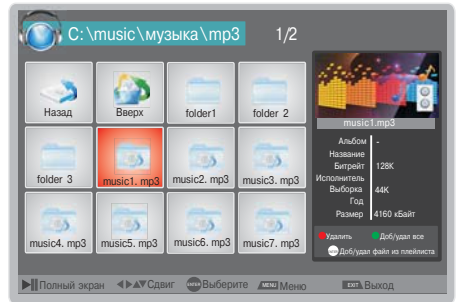 C:\music\музыка\mp3 1/2
Назад Вверх folder1 folder 2
folder 3 music1. mp3 music2. mp3 music3. mp3
music4. mp3 music5. mp3 music6. mp3 music7. mp3
music1.mp3
Альбом -
Название
Битрейт 128K
Исполнитель
Выборка 44K
Год
Размер 4160 кБайт
Удалить Доб/удал все
Доб/удал файл из плейлиста
Полный экран Сдвиг ENTER Выберите MENU Меню EXIT Выход